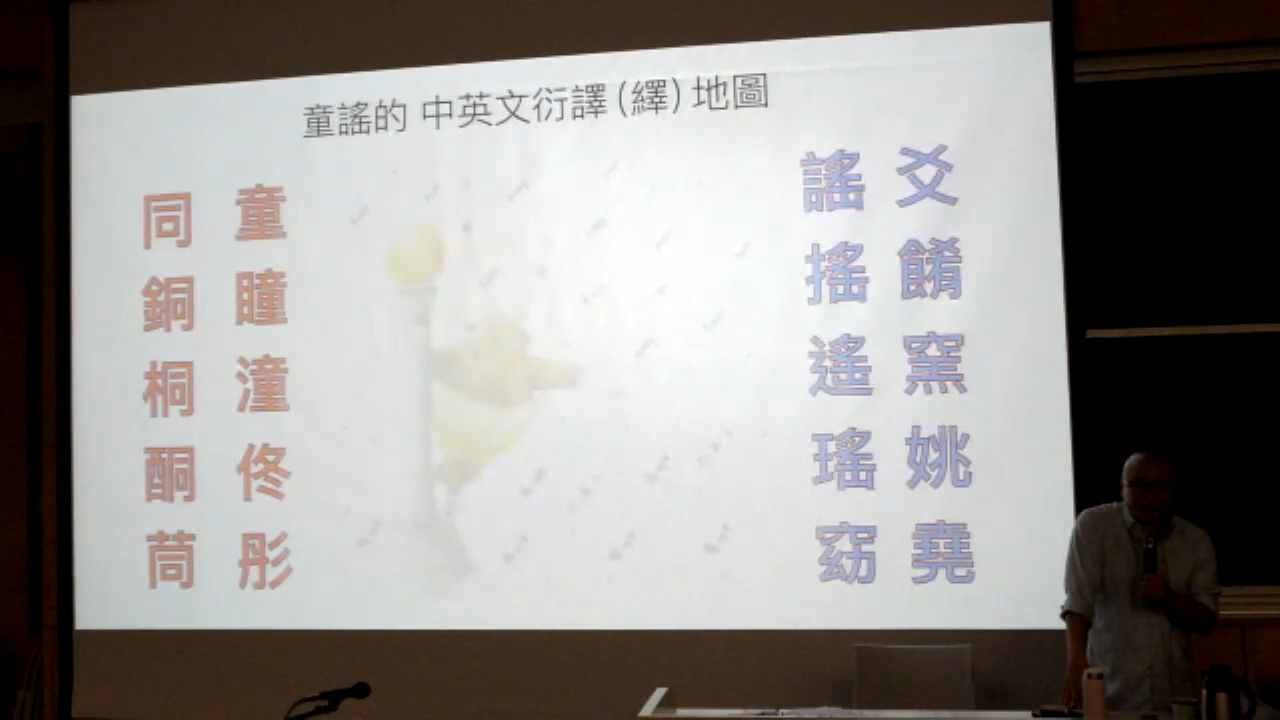 童謠的 中英文衍譯(繹)地圖
同 童
銅 瞳
桐 潼
酮 佟
茼 彤
謠 爻
搖 餚
遙 窯
瑤 姚
窈 堯